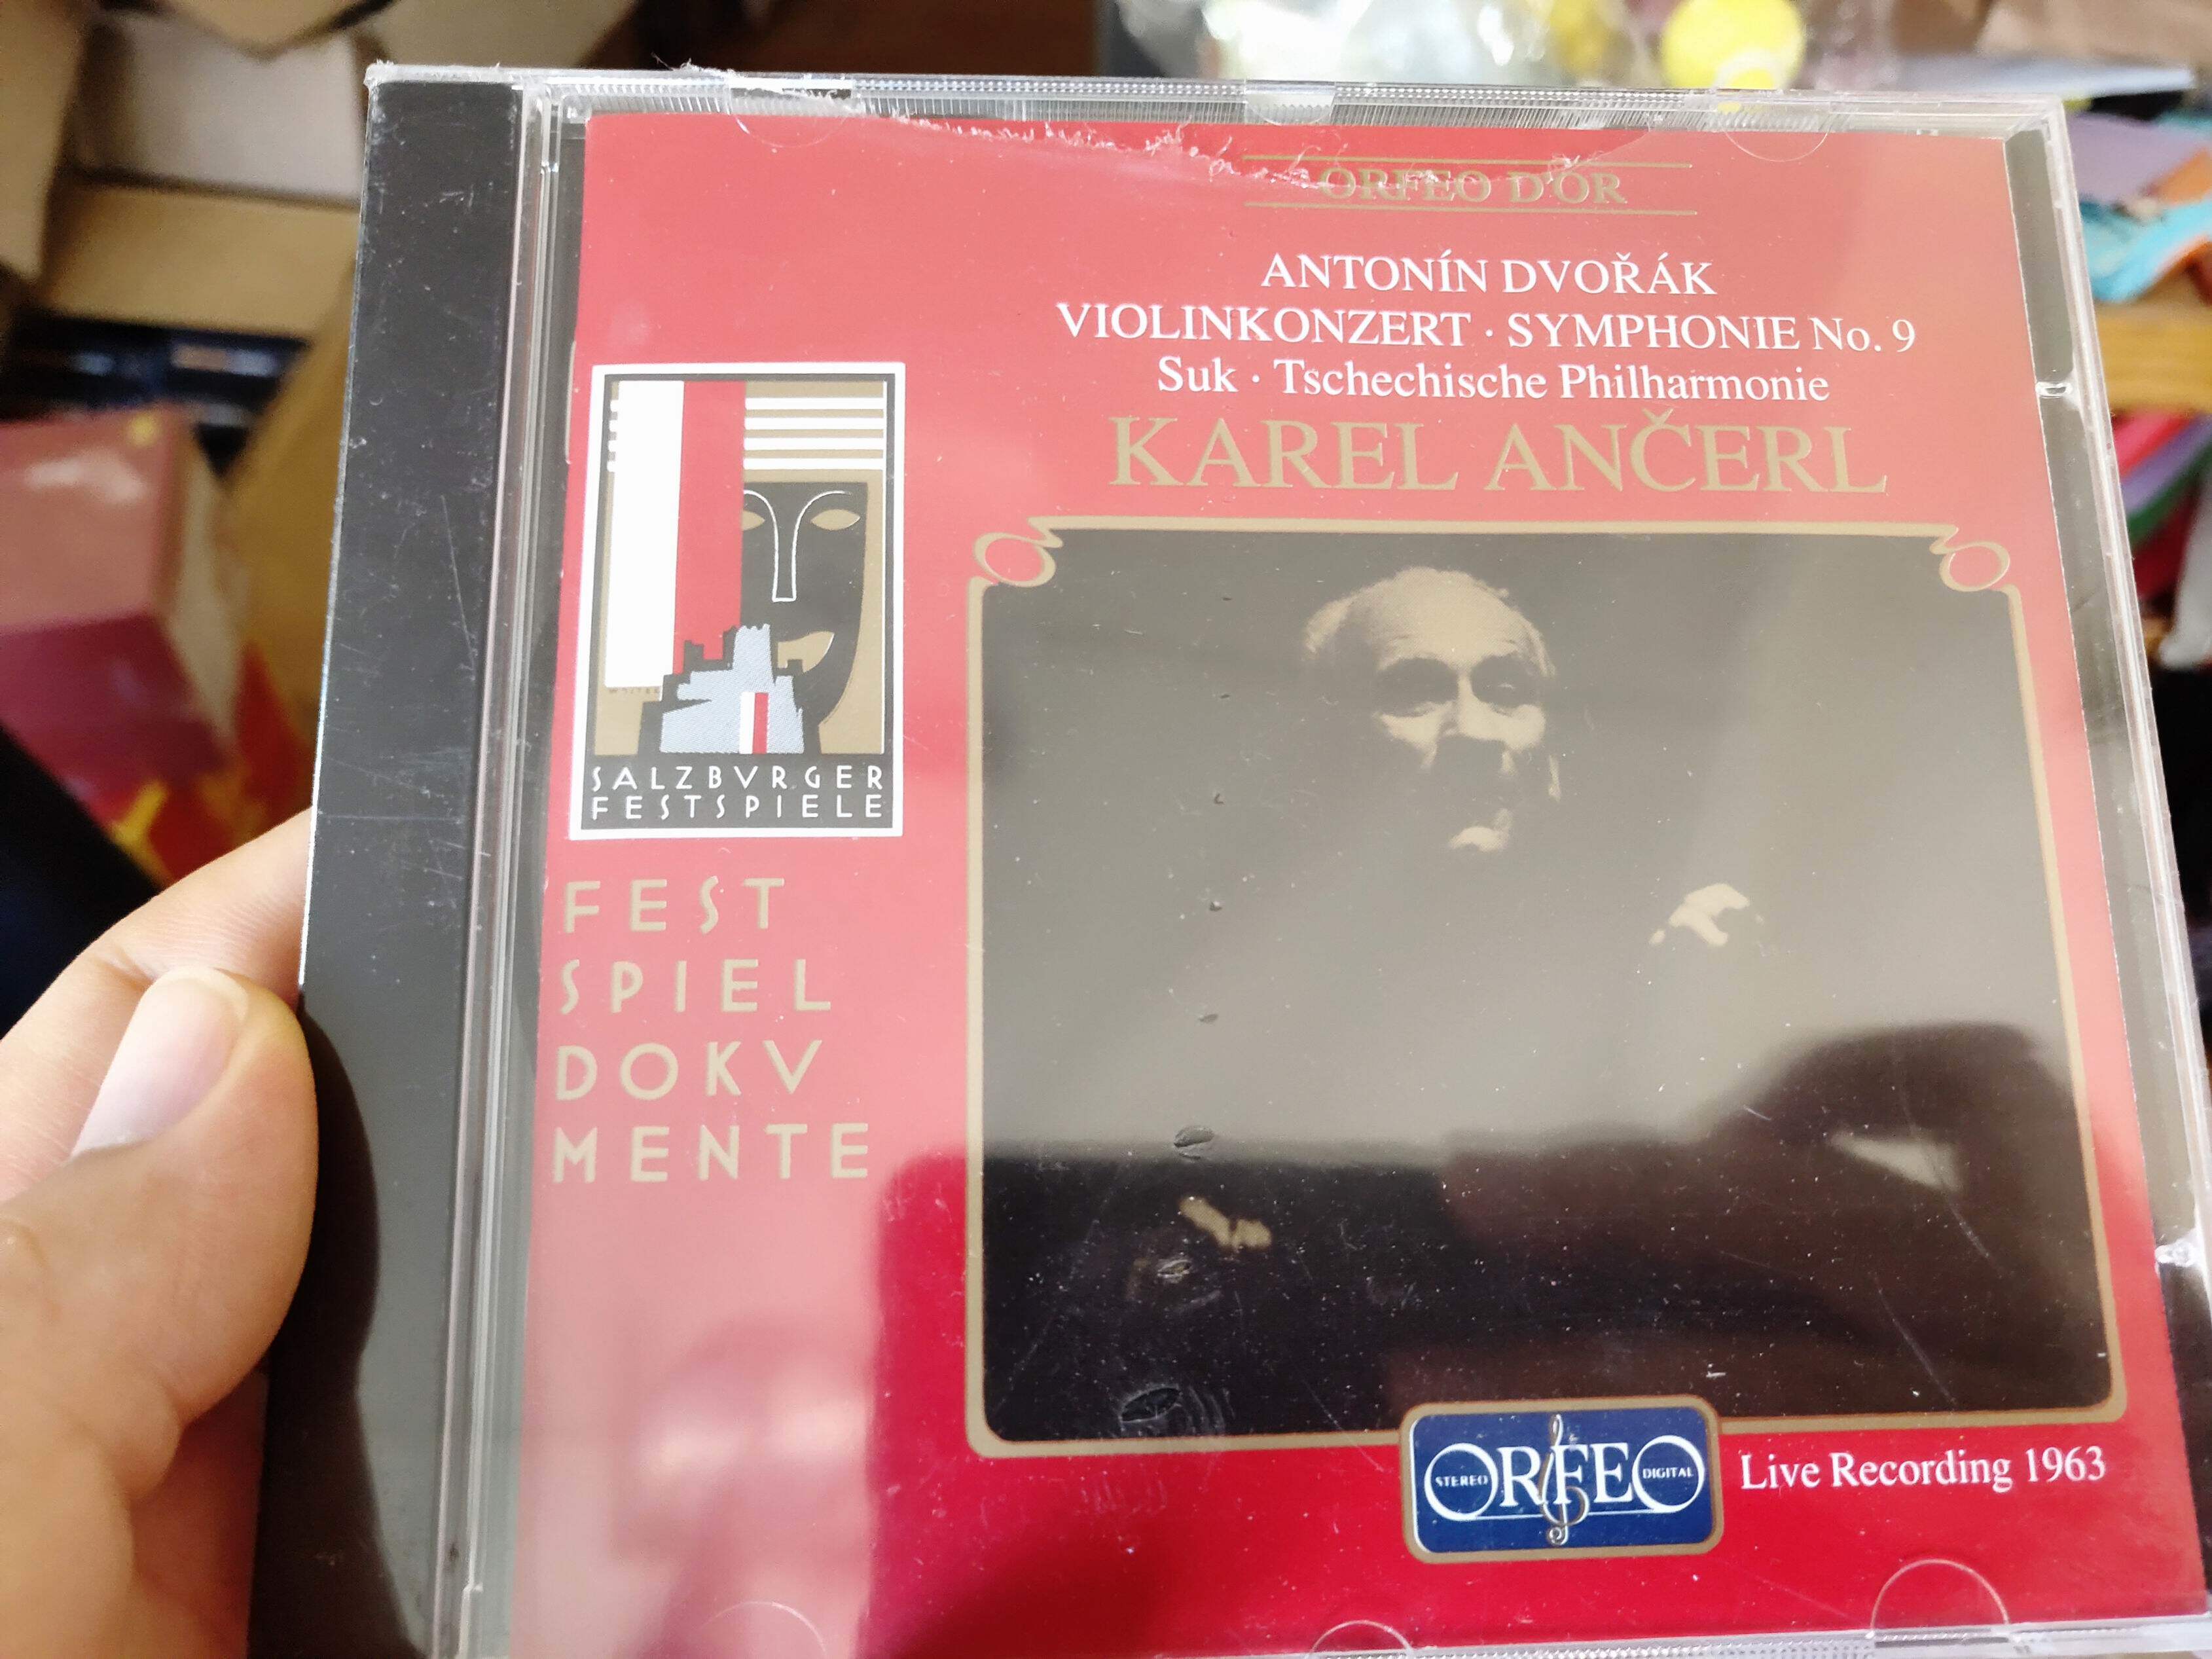 ORFEO D'OR
ANTONÍN DVOŘÁK
VIOLINKONZERT · SYMPHONIE No. 9
Suk · Tschechische Philharmonie
KAREL ANČERL
SALZBVRGER
FESTSPIELE
FEST
SPIEL
DOKV
MENTE
STEREO ORFEO DIGITAL
Live Recording 1963